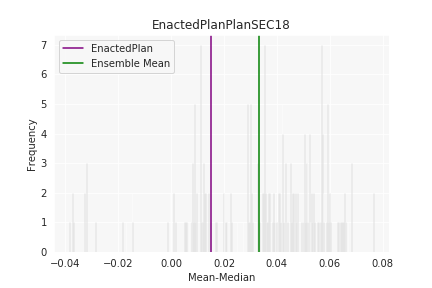 EnactedPlanPlanSEC18
EnactedPlan
Ensemble Mean
7
6
5
4
3
2
1
0
Frequency
−0.04 −0.02 0.00 0.02 0.04 0.06 0.08
Mean-Median